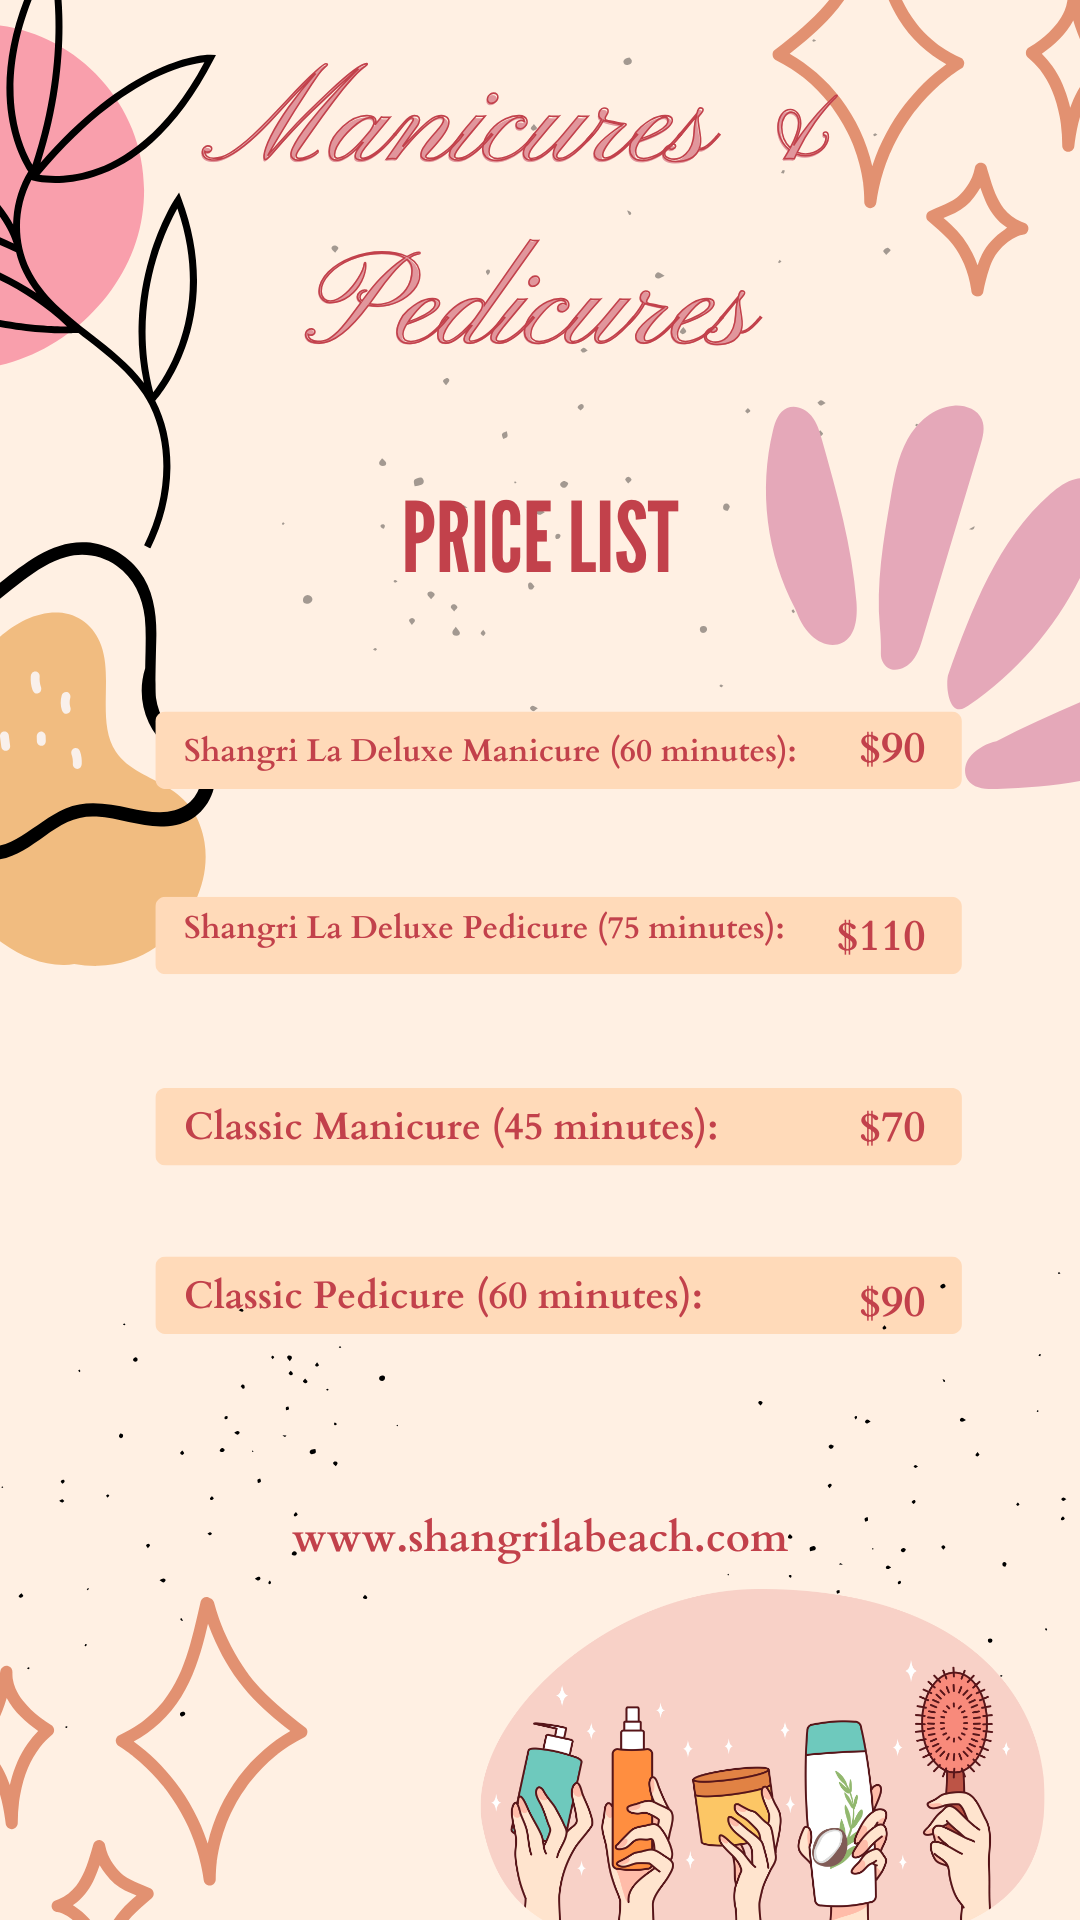 Manicures &
Pedicures
PRICE LIST
Shangri La Deluxe Manicure (60 minutes): $90
Shangri La Deluxe Pedicure (75 minutes): $110
Classic Manicure (45 minutes): $70
Classic Pedicure (60 minutes): $90
www.shangrilabeach.com